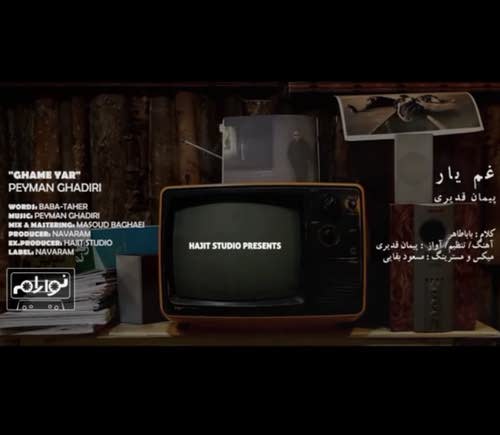 "GHAME YAR"
PEYMAN GHADIRI
WORDS: BABA-TAHER
MUSIC: PEYMAN GHADIRI
MIX & MASTERING: MASOUD BAGHAEI
PRODUCER: NAVARAM
EX.PRODUCER: HAJIT STUDIO
LABEL: NAVARAM
نوارام
HAJIT STUDIO PRESENTS
غم یار
پیمان قدیری
کلام : باباطاهر
آهنگ/ تنظیم/ آواز : پیمان قدیری
میکس و مسترینگ : مسعود بقایی